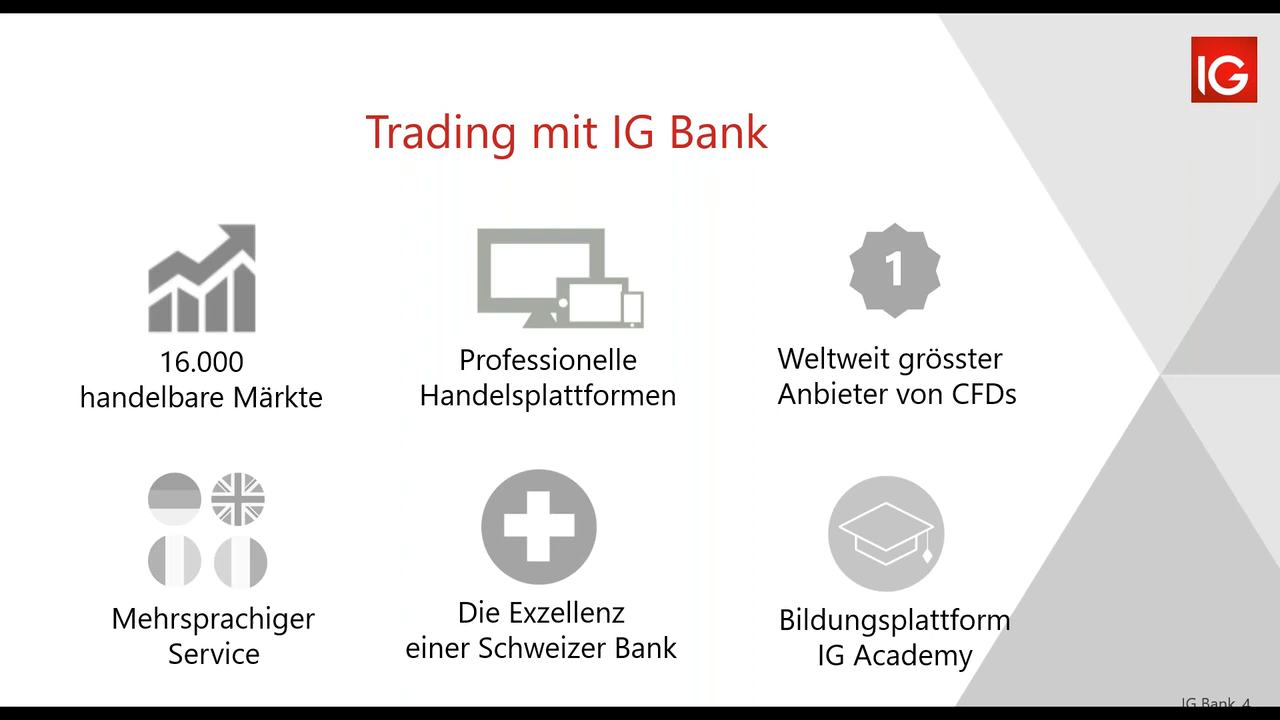 IG
Trading mit IG Bank
1
16.000
handelbare Märkte
Professionelle
Handelsplattformen
Weltweit grösster
Anbieter von CFDs
Mehrsprachiger
Service
Die Exzellenz
einer Schweizer Bank
Bildungsplattform
IG Academy
IG Bank 4